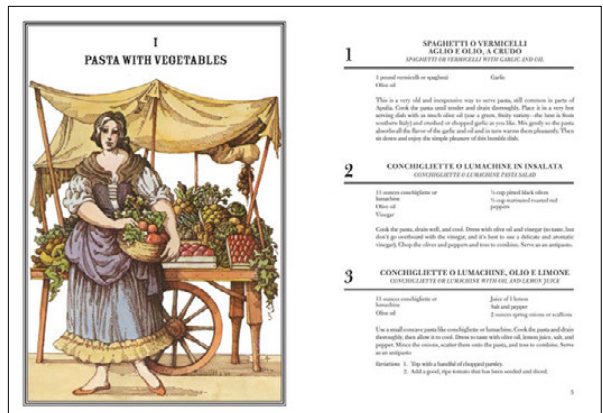 I
PASTA WITH VEGETABLES
1
SPAGHETTI O VERMICELLI
AGLIO E OLIO, A CRUDO
SPAGHETTI OR VERMICELLI WITH GARLIC AND OIL
1 pound vermicelli or spaghetti
Olive oil
Garlic
This is a very old and inexpensive way to serve pasta, still common in parts of
Apulia. Cook the pasta until tender and drain thoroughly. Place it in a very hot
serving dish with as much olive oil (use a green, fruity variety—the best is from
southern Italy) and crushed or chopped garlic as you like. Mix gently so the pasta
absorbs all the flavor of the garlic and oil and in turn warms them pleasantly. Then
sit down and enjoy the simple pleasure of this humble dish.
2
CONCHIGLIETTE O LUMACHINE IN INSALATA
CONCHIGLIETTE O LUMACHINE PASTA SALAD
11 ounces conchigliette or
lumachine
Olive oil
Vinegar
½ cup pitted black olives
½ cup marinated roasted red
peppers
Cook the pasta, drain well, and cool. Dress with olive oil and vinegar (to taste, but
don't go overboard with the vinegar, and it's best to use a delicate and aromatic
vinegar). Chop the olives and peppers and toss to combine. Serve as an antipasto.
3
CONCHIGLIETTE O LUMACHINE, OLIO E LIMONE
CONCHIGLIETTE OR LUMACHINE WITH OIL AND LEMON JUICE
11 ounces conchigliette or
lumachine
Olive oil
Juice of 1 lemon
Salt and pepper
2 ounces spring onions or scallions
Use a small concave pasta like conchigliette or lumachine. Cook the pasta and drain
thoroughly, then allow it to cool. Dress to taste with olive oil, lemon juice, salt, and
pepper. Mince the onions, scatter them onto the pasta, and toss to combine. Serve
as an antipasto
Variations 1. Top with a handful of chopped parsley.
2. Add a good, ripe tomato that has been seeded and sliced.
5